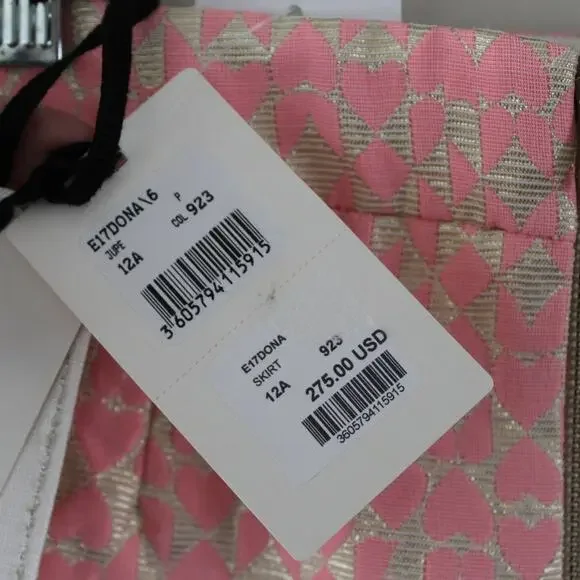 E17DONA\6 P
JUPE COL 923
12A
3605794115915
E17DONA 923
SKIRT
12A 275.00 USD
3605794115915